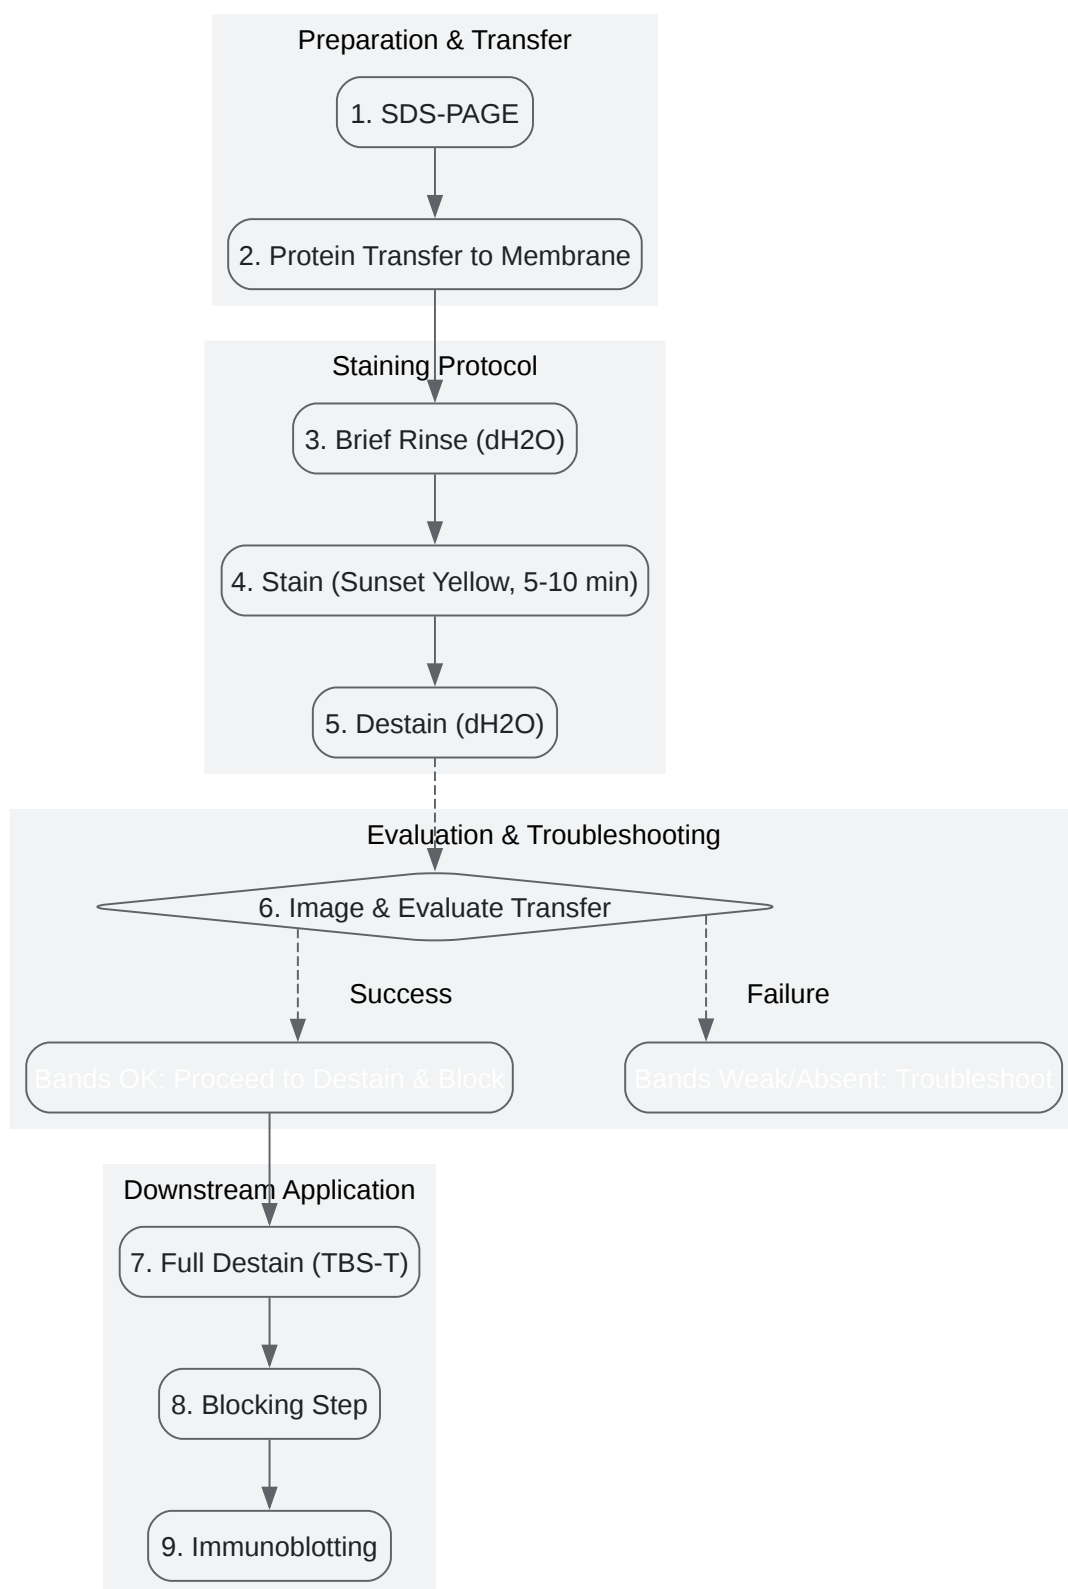 Preparation & Transfer
1. SDS-PAGE
2. Protein Transfer to Membrane
Staining Protocol
3. Brief Rinse (dH2O)
4. Stain (Sunset Yellow, 5-10 min)
5. Destain (dH2O)
Evaluation & Troubleshooting
6. Image & Evaluate Transfer
Success
Failure
Bands OK: Proceed to Destain & Block
Bands Weak/Absent: Troubleshoot
Downstream Application
7. Full Destain (TBS-T)
8. Blocking Step
9. Immunoblotting